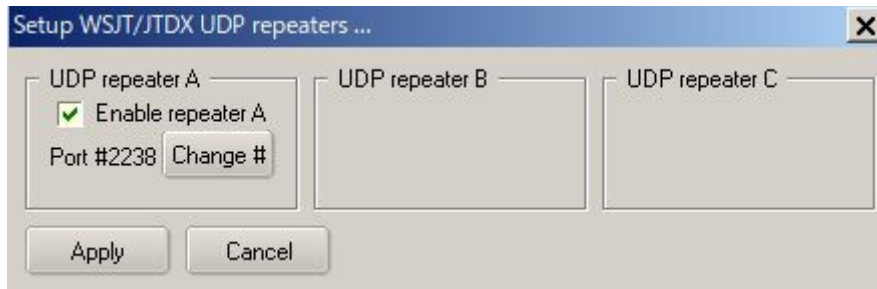 Setup WSJT/JTDX UDP repeaters ...
UDP repeater A
Enable repeater A
Port #2238 Change #
UDP repeater B
UDP repeater C
Apply Cancel